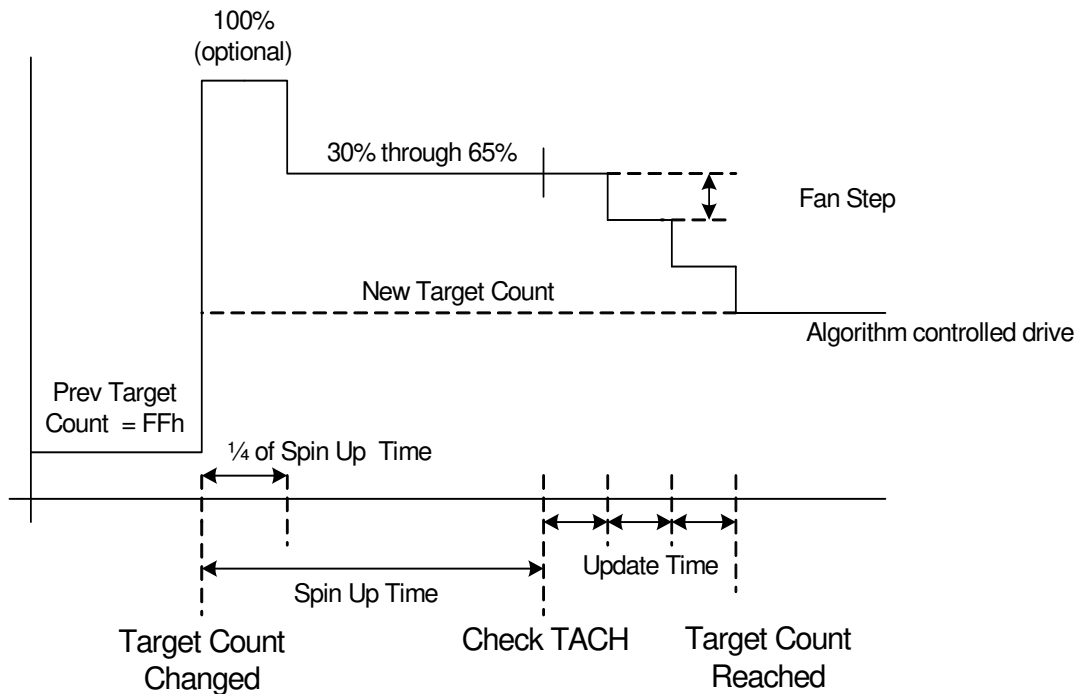 100%
(optional)
30% through 65%
Fan Step
New Target Count
Algorithm controlled drive
Prev Target
Count = FFh
¼ of Spin Up Time
Update Time
Spin Up Time
Target Count
Changed
Check TACH
Target Count
Reached